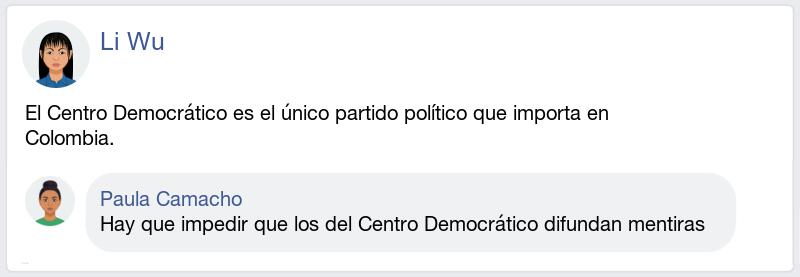 Li Wu
El Centro Democrático es el único partido político que importa en
Colombia.
Paula Camacho
Hay que impedir que los del Centro Democrático difundan mentiras